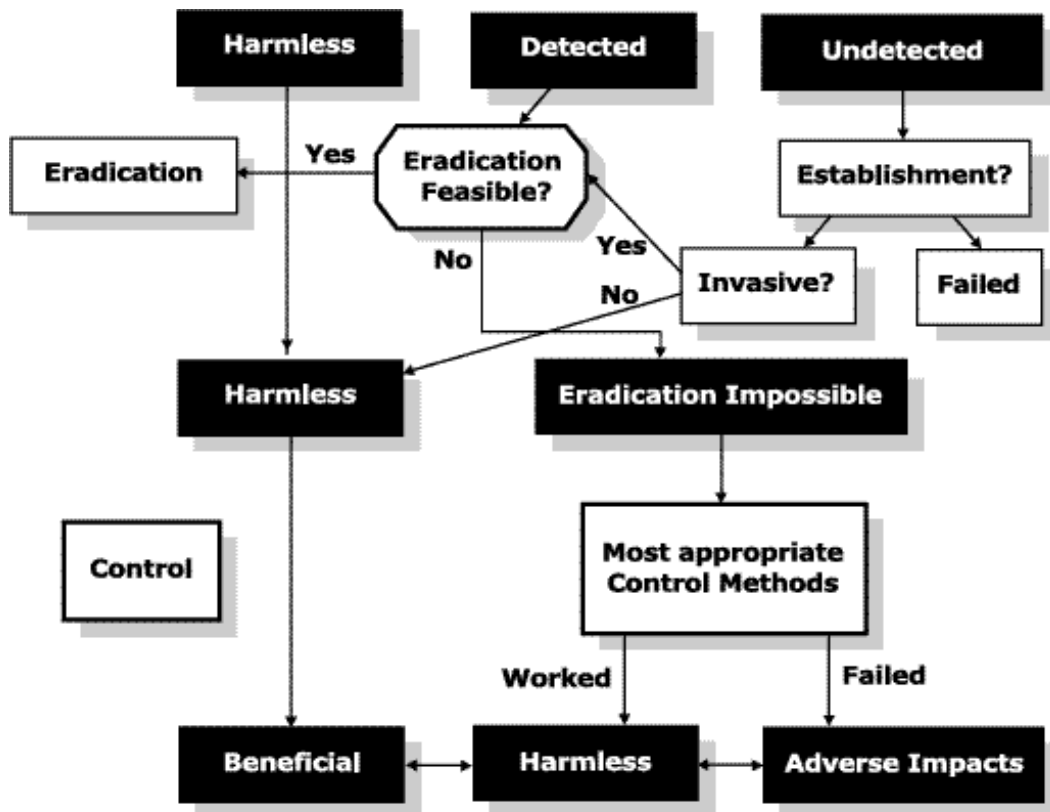 Harmless
Detected
Undetected
Eradication
Yes
Eradication
Feasible?
Establishment?
No
Yes
Invasive?
Failed
No
Harmless
Eradication Impossible
Control
Most appropriate
Control Methods
Worked
Failed
Beneficial
Harmless
Adverse Impacts